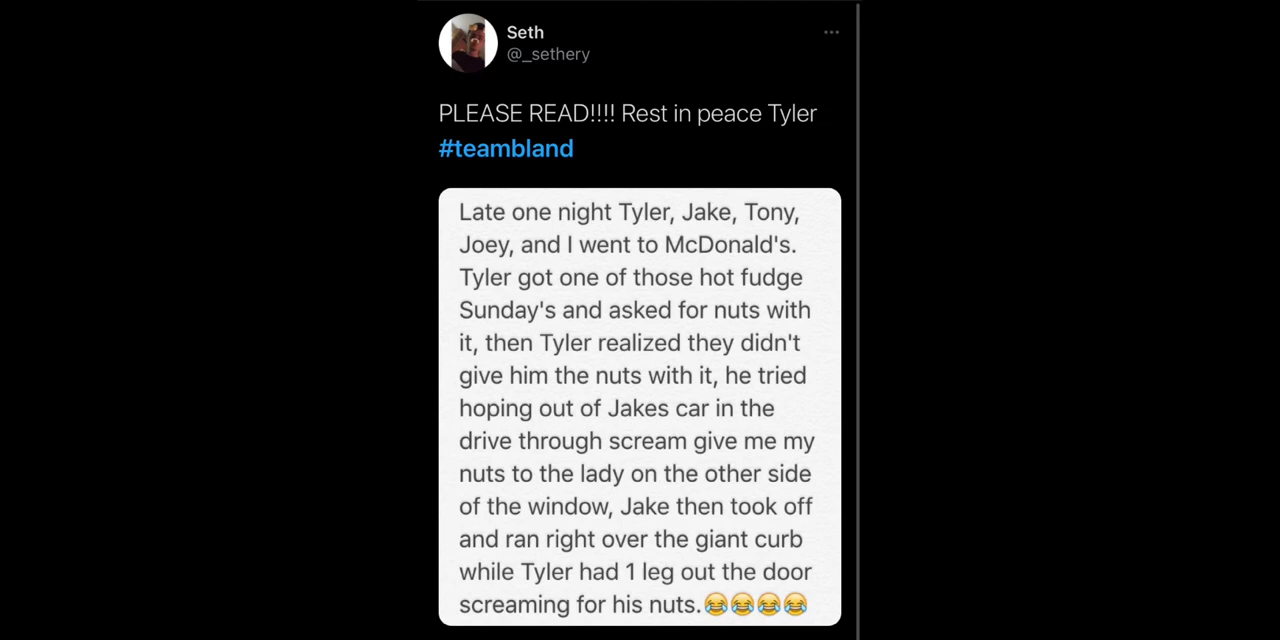 Seth
@_sethery
PLEASE READ!!!! Rest in peace Tyler
#teambland
Late one night Tyler, Jake, Tony,
Joey, and I went to McDonald's.
Tyler got one of those hot fudge
Sunday's and asked for nuts with
it, then Tyler realized they didn't
give him the nuts with it, he tried
hoping out of Jakes car in the
drive through scream give me my
nuts to the lady on the other side
of the window, Jake then took off
and ran right over the giant curb
while Tyler had 1 leg out the door
screaming for his nuts.😂😂😂😂